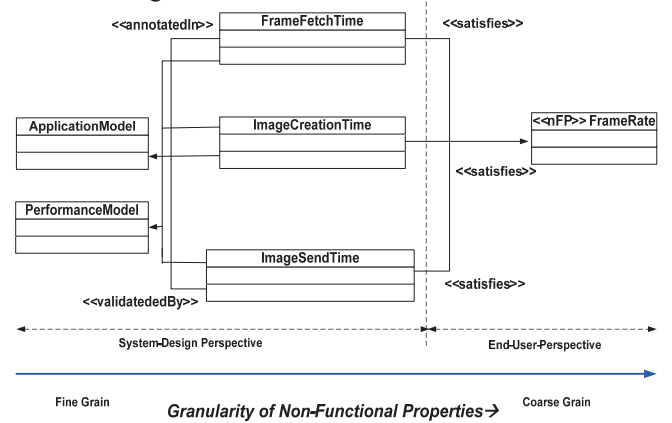 <<annotatedIn>>
FrameFetchTime
<<satisfies>>
ApplicationModel
ImageCreationTime
<<nFP>> FrameRate
<<satisfies>>
PerformanceModel
ImageSendTime
<<satisfies>>
<<validatededBy>>
System-Design Perspective
End-User-Perspective
Fine Grain
Granularity of Non-Functional Properties→
Coarse Grain